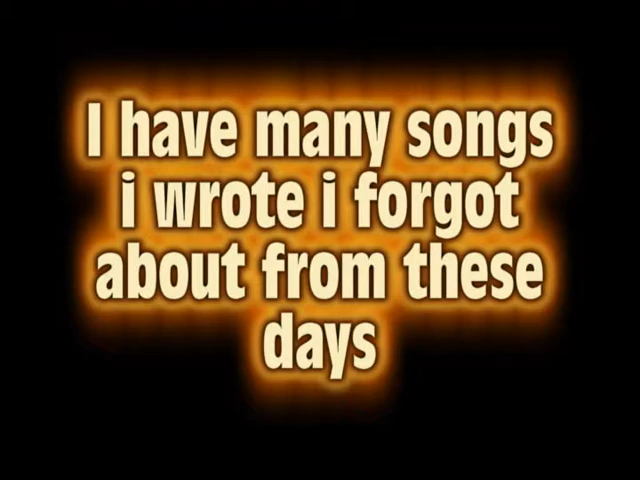 I have many songs
i wrote i forgot
about from these
days